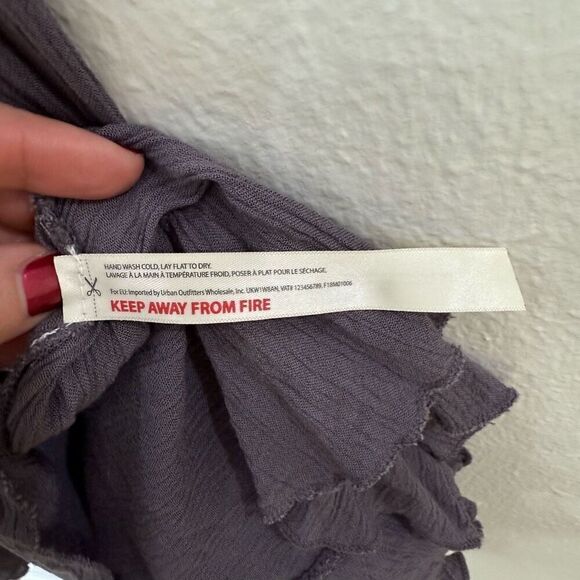 HAND WASH COLD, LAY FLAT TO DRY.
LAVAGE À LA MAIN À TEMPÉRATURE FROID, POSER À PLAT POUR LE SÉCHAGE.
For EU: Imported by Urban Outfitters Wholesale, Inc. UKW1W8AN, VAT# 123456789, F18M01006
KEEP AWAY FROM FIRE